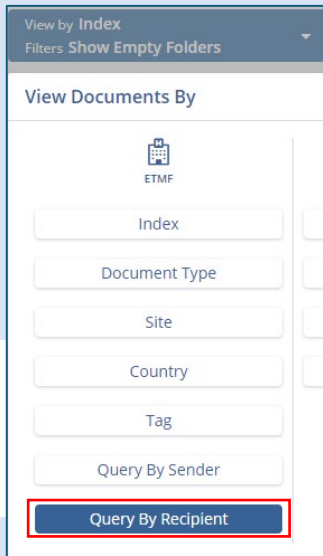 View by Index
Filters Show Empty Folders
View Documents By
ETMF
Index
Document Type
Site
Country
Tag
Query By Sender
Query By Recipient